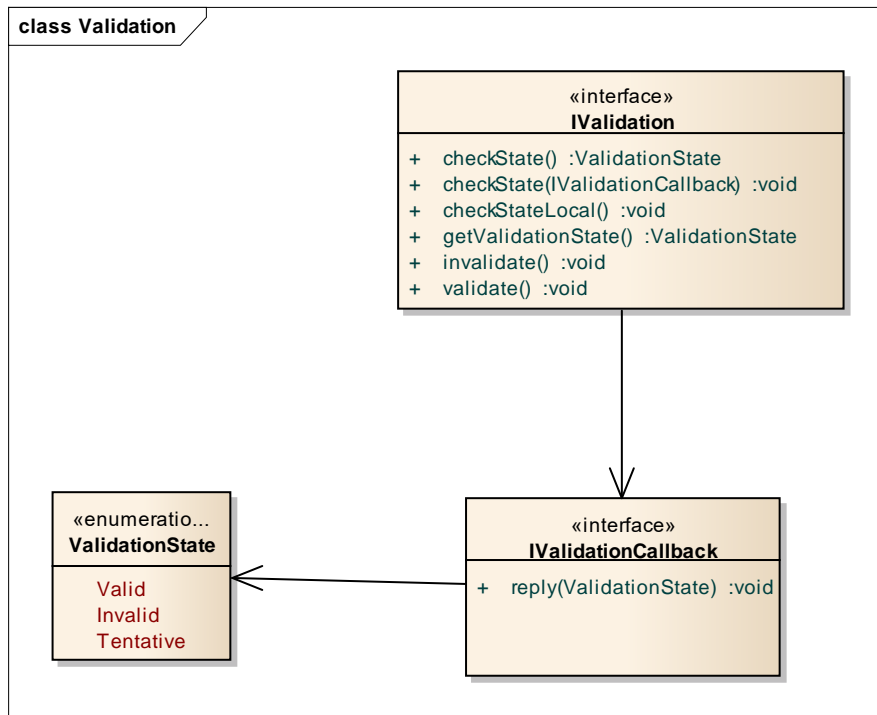 class Validation
«interface»
IValidation
+ checkState() :ValidationState
+ checkState(IValidationCallback) :void
+ checkStateLocal() :void
+ getValidationState() :ValidationState
+ invalidate() :void
+ validate() :void
«enumeratio...
ValidationState
Valid
Invalid
Tentative
«interface»
IValidationCallback
+ reply(ValidationState) :void